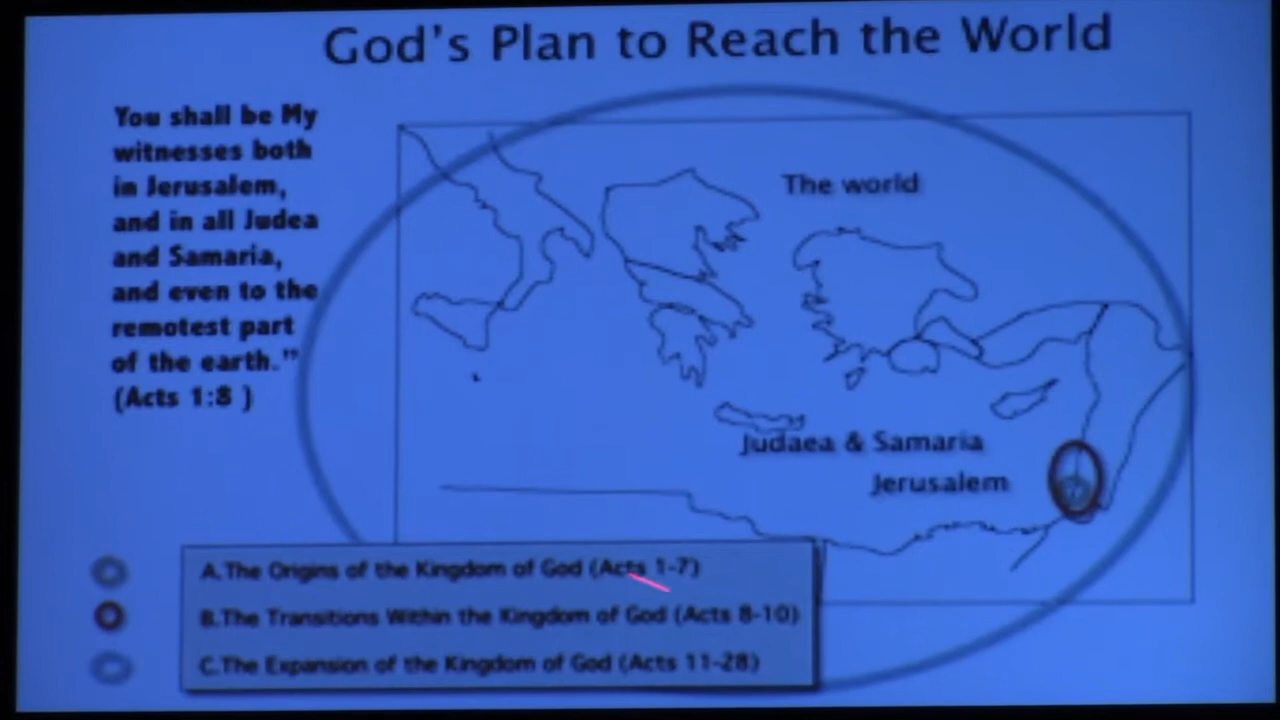 God's Plan to Reach the World
You shall be My
witnesses both
in Jerusalem,
and in all Judea
and Samaria,
and even to the
remotest part
of the earth.”
(Acts 1:8 )
The world
Judaea & Samaria
Jerusalem
A.The Origins of the Kingdom of God (Acts 1-7)
B.The Transitions Within the Kingdom of God (Acts 8-10)
C.The Expansion of the Kingdom of God (Acts 11-28)